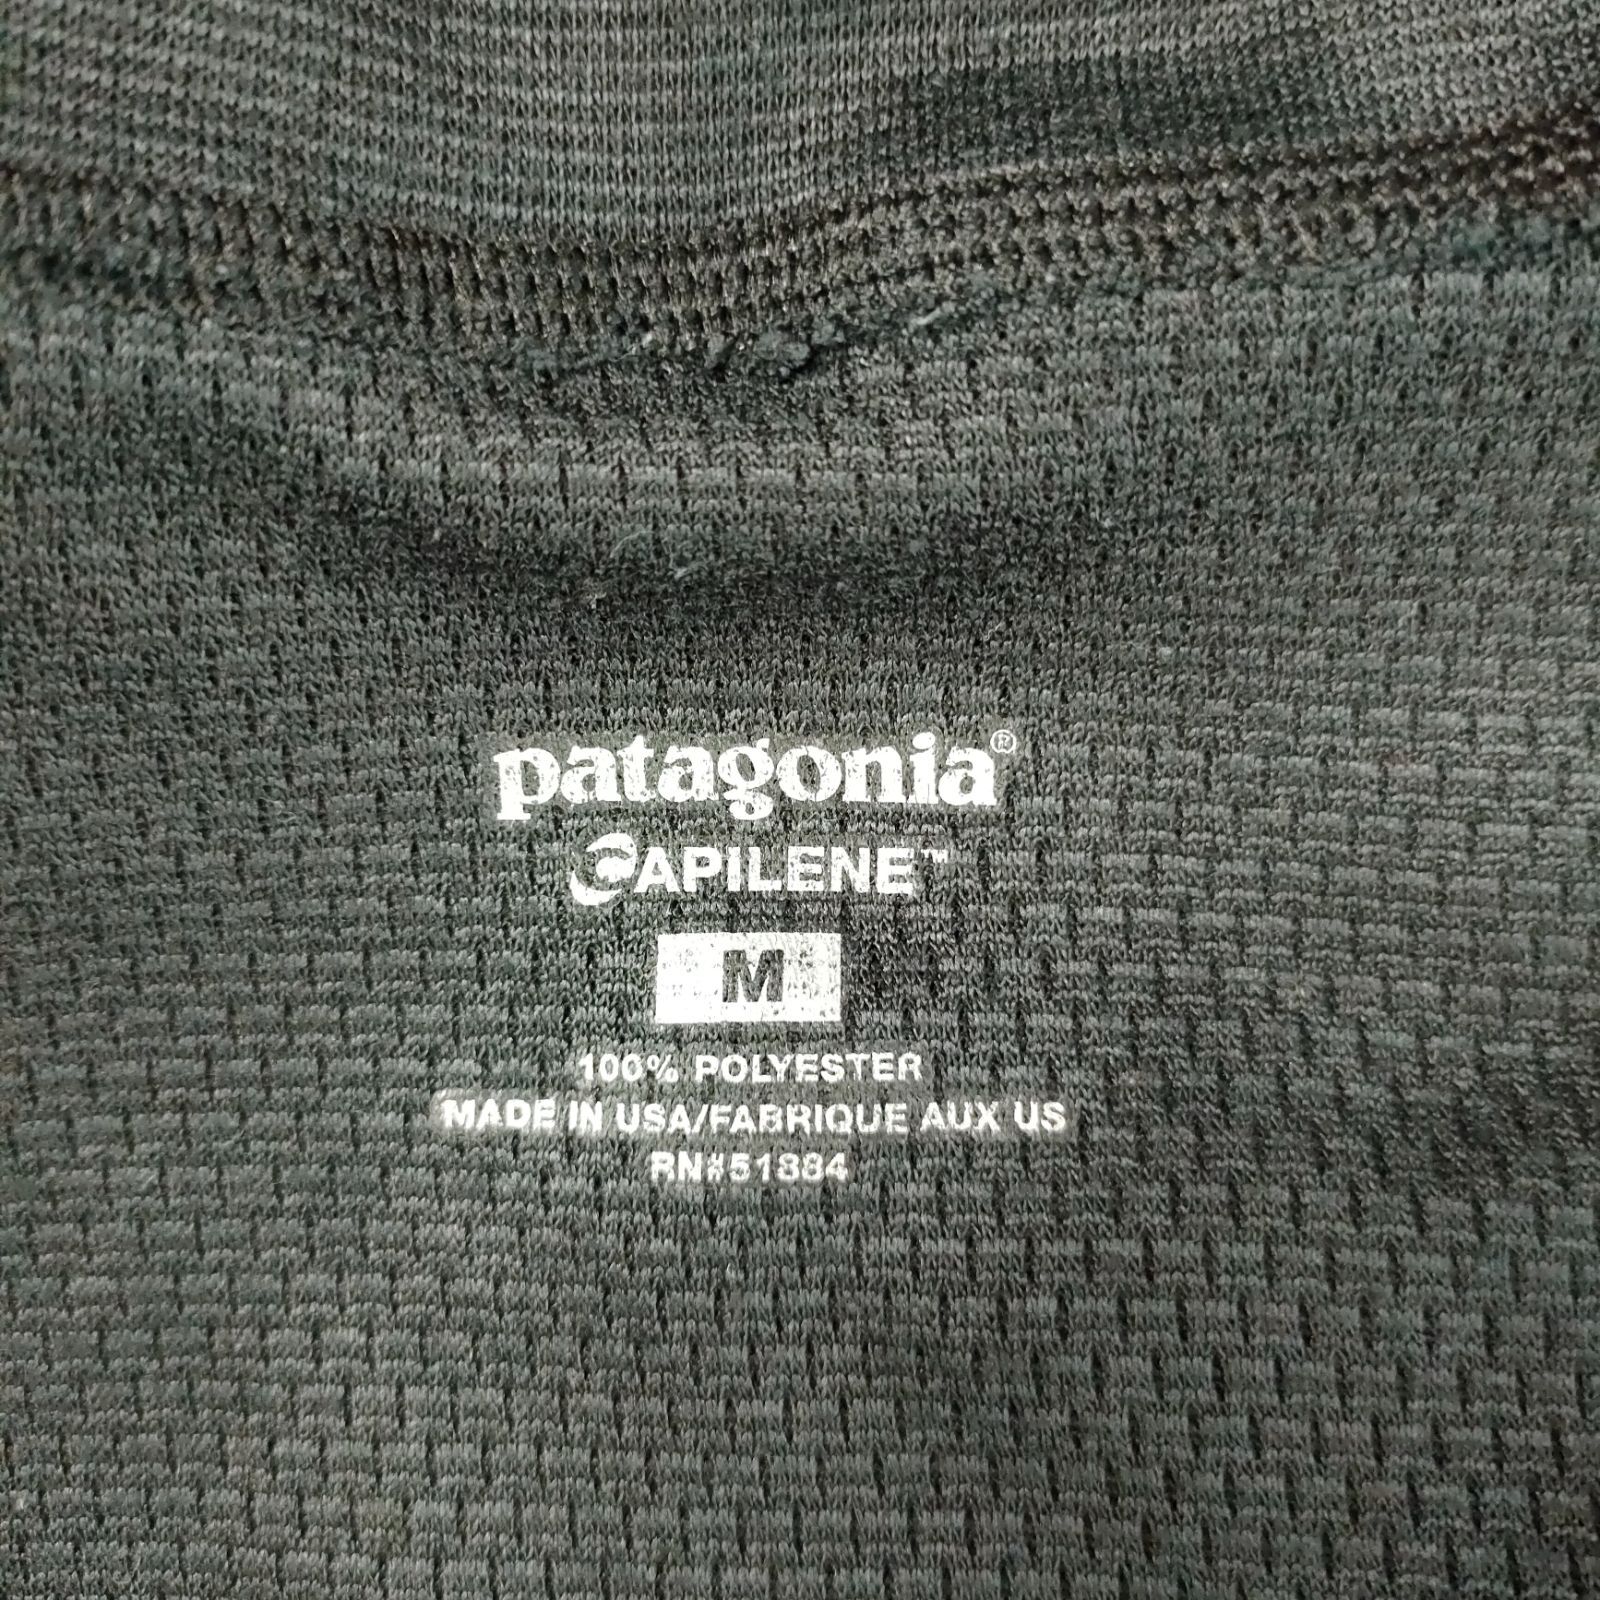 patagonia®
CAPILENE™
M
100% POLYESTER
MADE IN USA/FABRIQUE AUX US
RN#51884